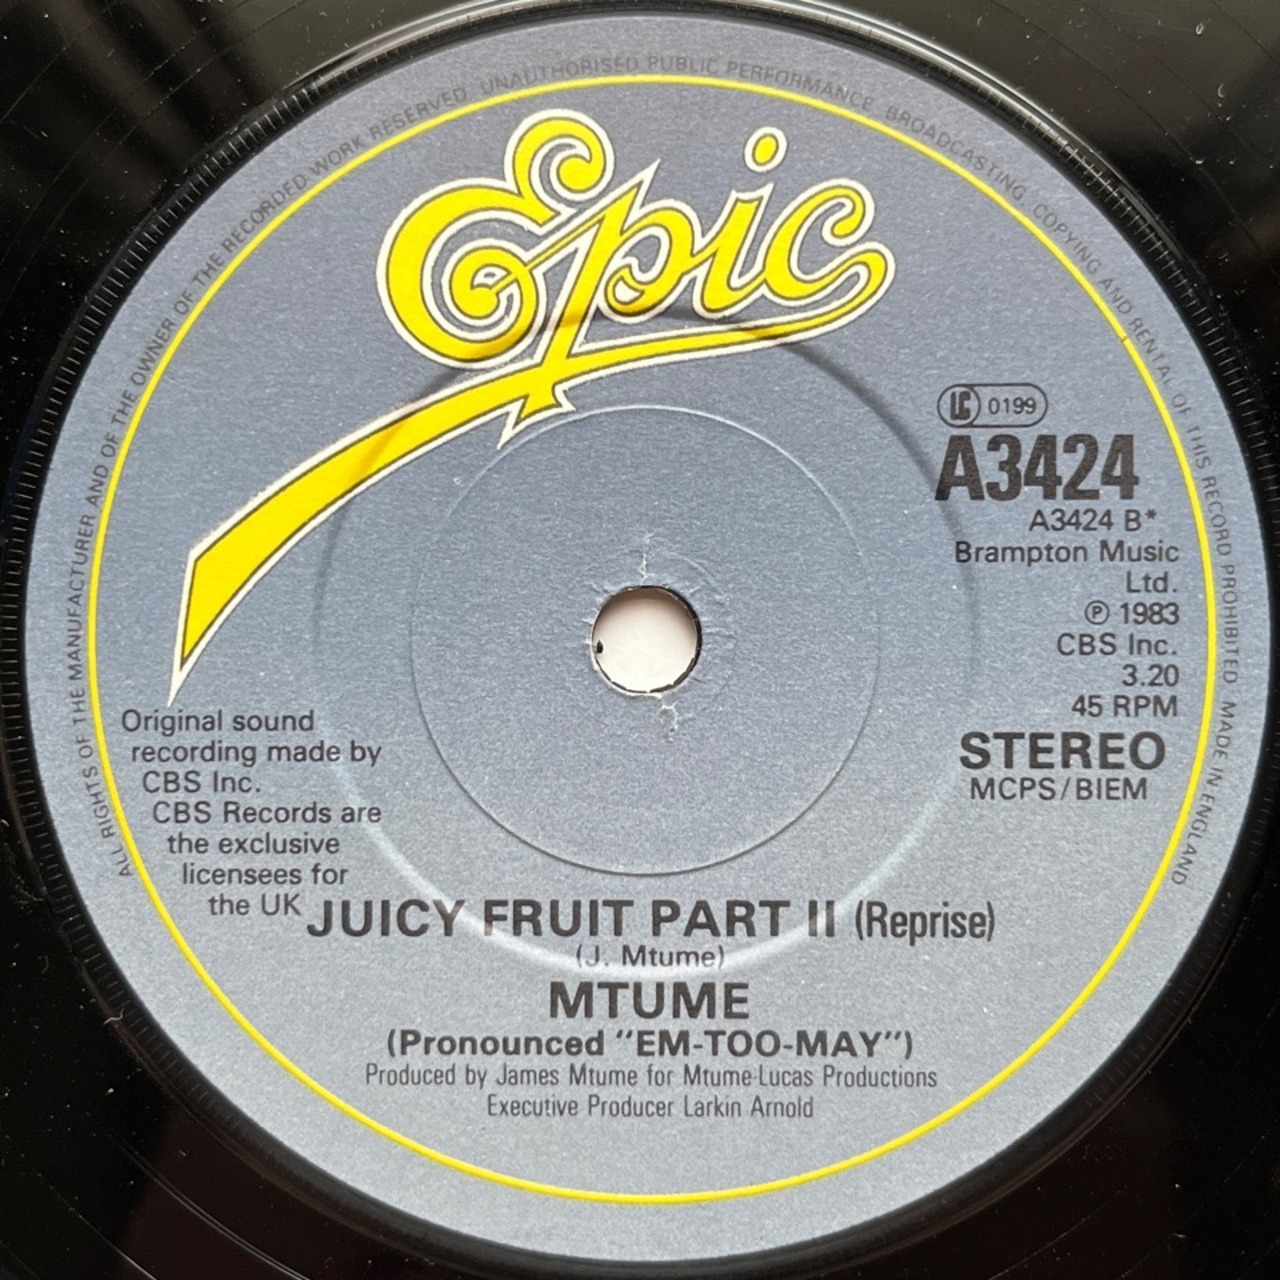 ALL RIGHTS OF THE MANUFACTURER AND OF THE OWNER OF THE RECORDED WORK RESERVED UNAUTHORISED PUBLIC PERFORMANCE BROADCASTING COPYING AND RENTAL OF THIS RECORD PROHIBITED MADE IN ENGLAND
Epic
LC 0199
A3424
A3424 B*
Brampton Music
Ltd.
℗ 1983
CBS Inc.
3.20
45 RPM
STEREO
MCPS/BIEM
Original sound
recording made by
CBS Inc.
CBS Records are
the exclusive
licensees for
the UK
JUICY FRUIT PART II (Reprise)
(J. Mtume)
MTUME
(Pronounced "EM-TOO-MAY")
Produced by James Mtume for Mtume-Lucas Productions
Executive Producer Larkin Arnold